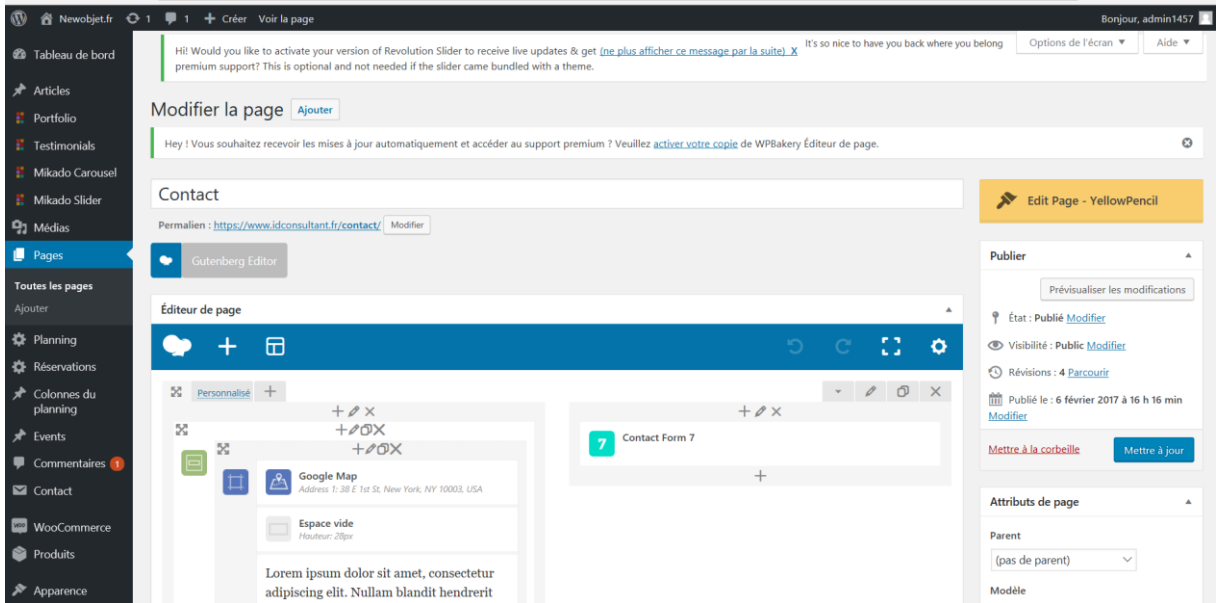 Newobjet.fr 1 1 Créer Voir la page Bonjour, admin1457
Tableau de bord
Articles
Portfolio
Testimonials
Mikado Carousel
Mikado Slider
Médias
Pages
Toutes les pages
Ajouter
Planning
Réservations
Colonnes du
planning
Events
Commentaires 1
Contact
WooCommerce
Produits
Apparence
Hi! Would you like to activate your version of Revolution Slider to receive live updates & get (ne plus afficher ce message par la suite) X
premium support? This is optional and not needed if the slider came bundled with a theme.
It's so nice to have you back where you belong
Options de l'écran ▼ Aide ▼
Modifier la page Ajouter
Hey ! Vous souhaitez recevoir les mises à jour automatiquement et accéder au support premium ? Veuillez activer votre copie de WPBakery Éditeur de page.
Contact
Permalien : https://www.idconsultant.fr/contact/ Modifier
Gutenberg Editor
Éditeur de page
Personnalisé
Google Map
Address 1: 38 E 1st St, New York, NY 10003, USA
Espace vide
Hauteur: 28px
Lorem ipsum dolor sit amet, consectetur
adipiscing elit. Nullam blandit hendrerit
7 Contact Form 7
Edit Page - YellowPencil
Publier
Prévisualiser les modifications
État : Publié Modifier
Visibilité : Public Modifier
Révisions : 4 Parcourir
Publié le : 6 février 2017 à 16 h 16 min
Modifier
Mettre à la corbeille Mettre à jour
Attributs de page
Parent
(pas de parent)
Modèle